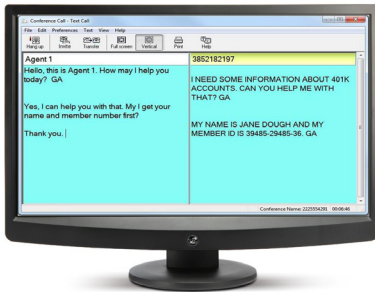 Conference Call - Text Call
File Edit Preferences Text View Help
Hang up Invite Transfer Full screen Vertical Print Help
Agent 1
Hello, this is Agent 1. How may I help you
today? GA
Yes, I can help you with that. My I get your
name and member number first?
Thank you.
3852182197
I NEED SOME INFORMATION ABOUT 401K
ACCOUNTS. CAN YOU HELP ME WITH
THAT? GA
MY NAME IS JANE DOUGH AND MY
MEMBER ID IS 39485-29485-36. GA
Conference Name: 2225554291 00:06:46